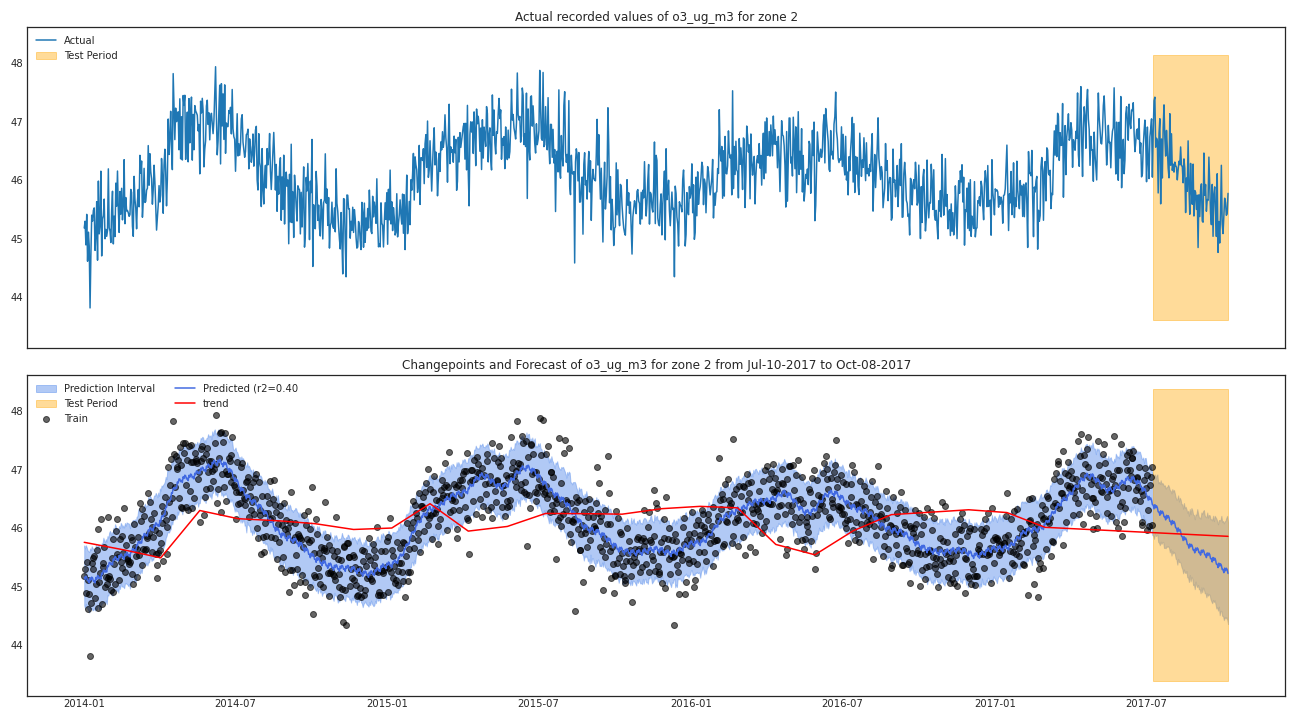 Actual recorded values of o3_ug_m3 for zone 2
Actual
Test Period
48
47
46
45
44
Changepoints and Forecast of o3_ug_m3 for zone 2 from Jul-10-2017 to Oct-08-2017
Prediction Interval
Test Period
Train
Predicted (r2=0.40
trend
48
47
46
45
44
2014-01 2014-07 2015-01 2015-07 2016-01 2016-07 2017-01 2017-07